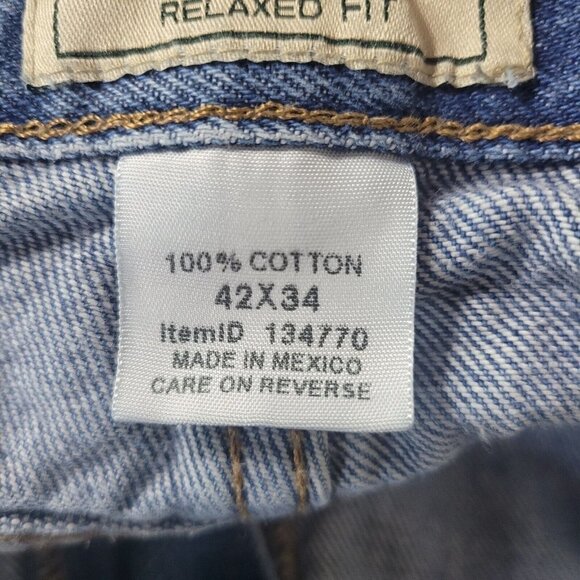 RELAXED FIT
100% COTTON
42X34
ItemID 134770
MADE IN MEXICO
CARE ON REVERSE